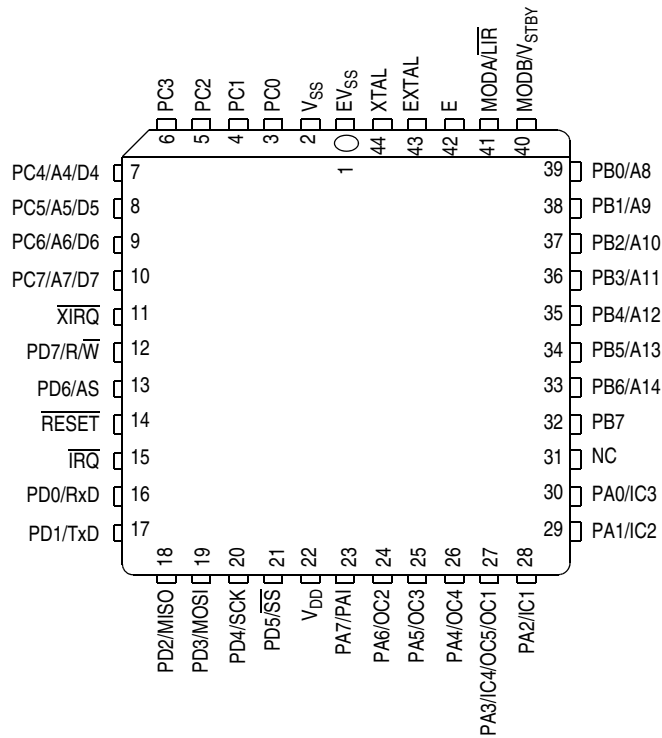 PC3
PC2
PC1
PC0
VSS
EVSS
XTAL
EXTAL
E
MODA/L̅I̅R̅
MODB/VSTBY
6
5
4
3
2
1
44
43
42
41
40
PC4/A4/D4 7
PC5/A5/D5 8
PC6/A6/D6 9
PC7/A7/D7 10
X̅I̅R̅Q̅ 11
PD7/R/W̅ 12
PD6/AS 13
R̅E̅S̅E̅T̅ 14
I̅R̅Q̅ 15
PD0/RxD 16
PD1/TxD 17
39 PB0/A8
38 PB1/A9
37 PB2/A10
36 PB3/A11
35 PB4/A12
34 PB5/A13
33 PB6/A14
32 PB7
31 NC
30 PA0/IC3
29 PA1/IC2
18
19
20
21
22
23
24
25
26
27
28
PD2/MISO
PD3/MOSI
PD4/SCK
PD5/S̅S̅
VDD
PA7/PAI
PA6/OC2
PA5/OC3
PA4/OC4
PA3/IC4/OC5/OC1
PA2/IC1